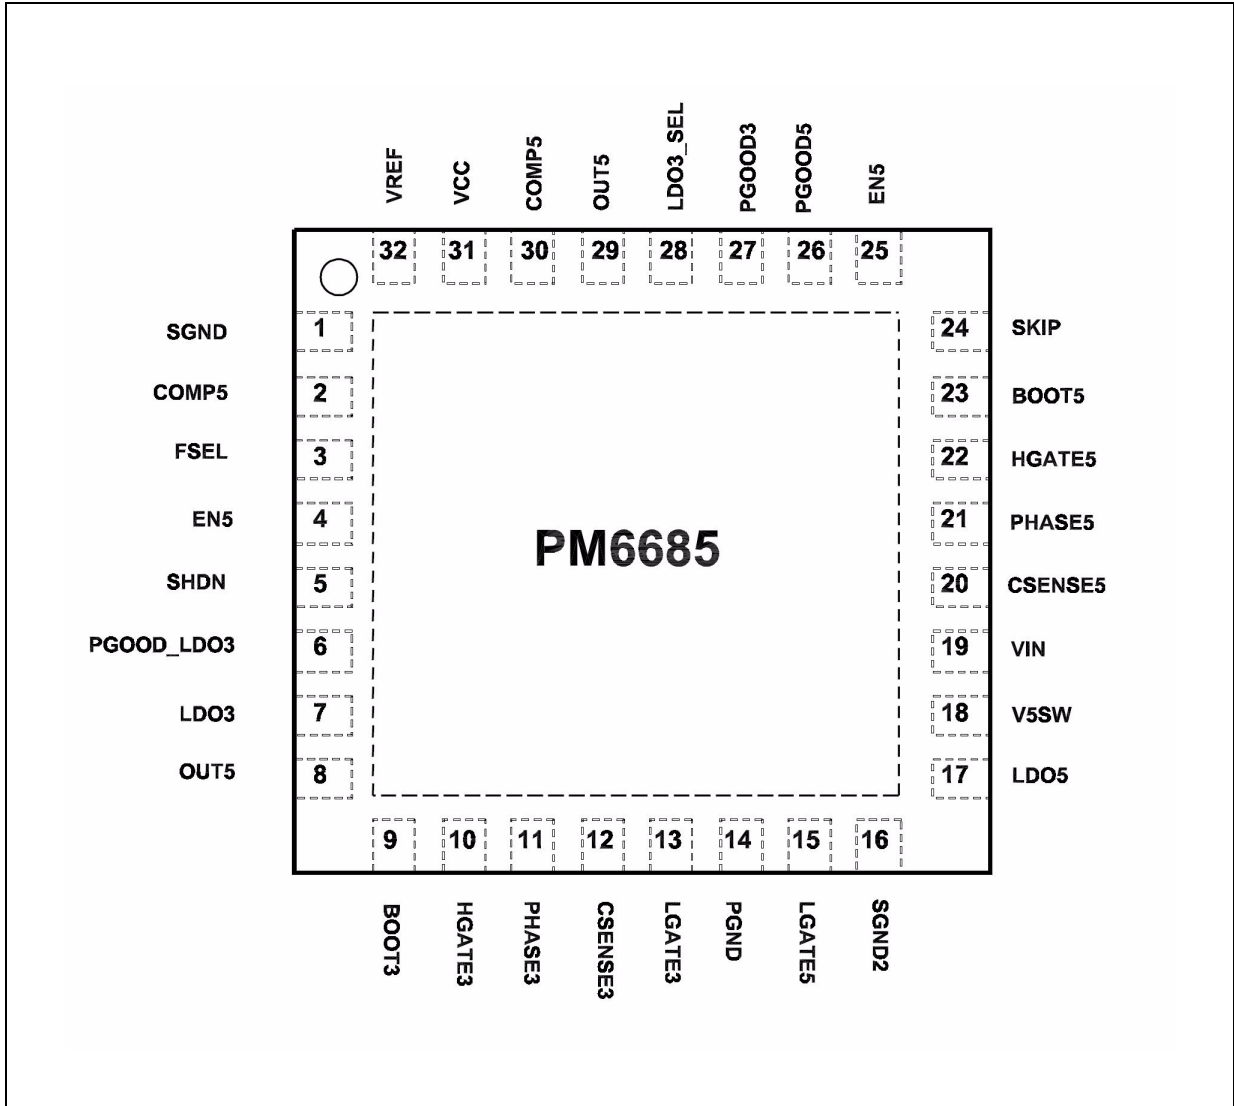 VREF
VCC
COMP5
OUT5
LDO3_SEL
PGOOD3
PGOOD5
EN5
32
31
30
29
28
27
26
25
SGND 1
COMP5 2
FSEL 3
EN5 4
SHDN 5
PGOOD_LDO3 6
LDO3 7
OUT5 8
PM6685
24 SKIP
23 BOOT5
22 HGATE5
21 PHASE5
20 CSENSE5
19 VIN
18 V5SW
17 LDO5
9
10
11
12
13
14
15
16
BOOT3
HGATE3
PHASE3
CSENSE3
LGATE3
PGND
LGATE5
SGND2